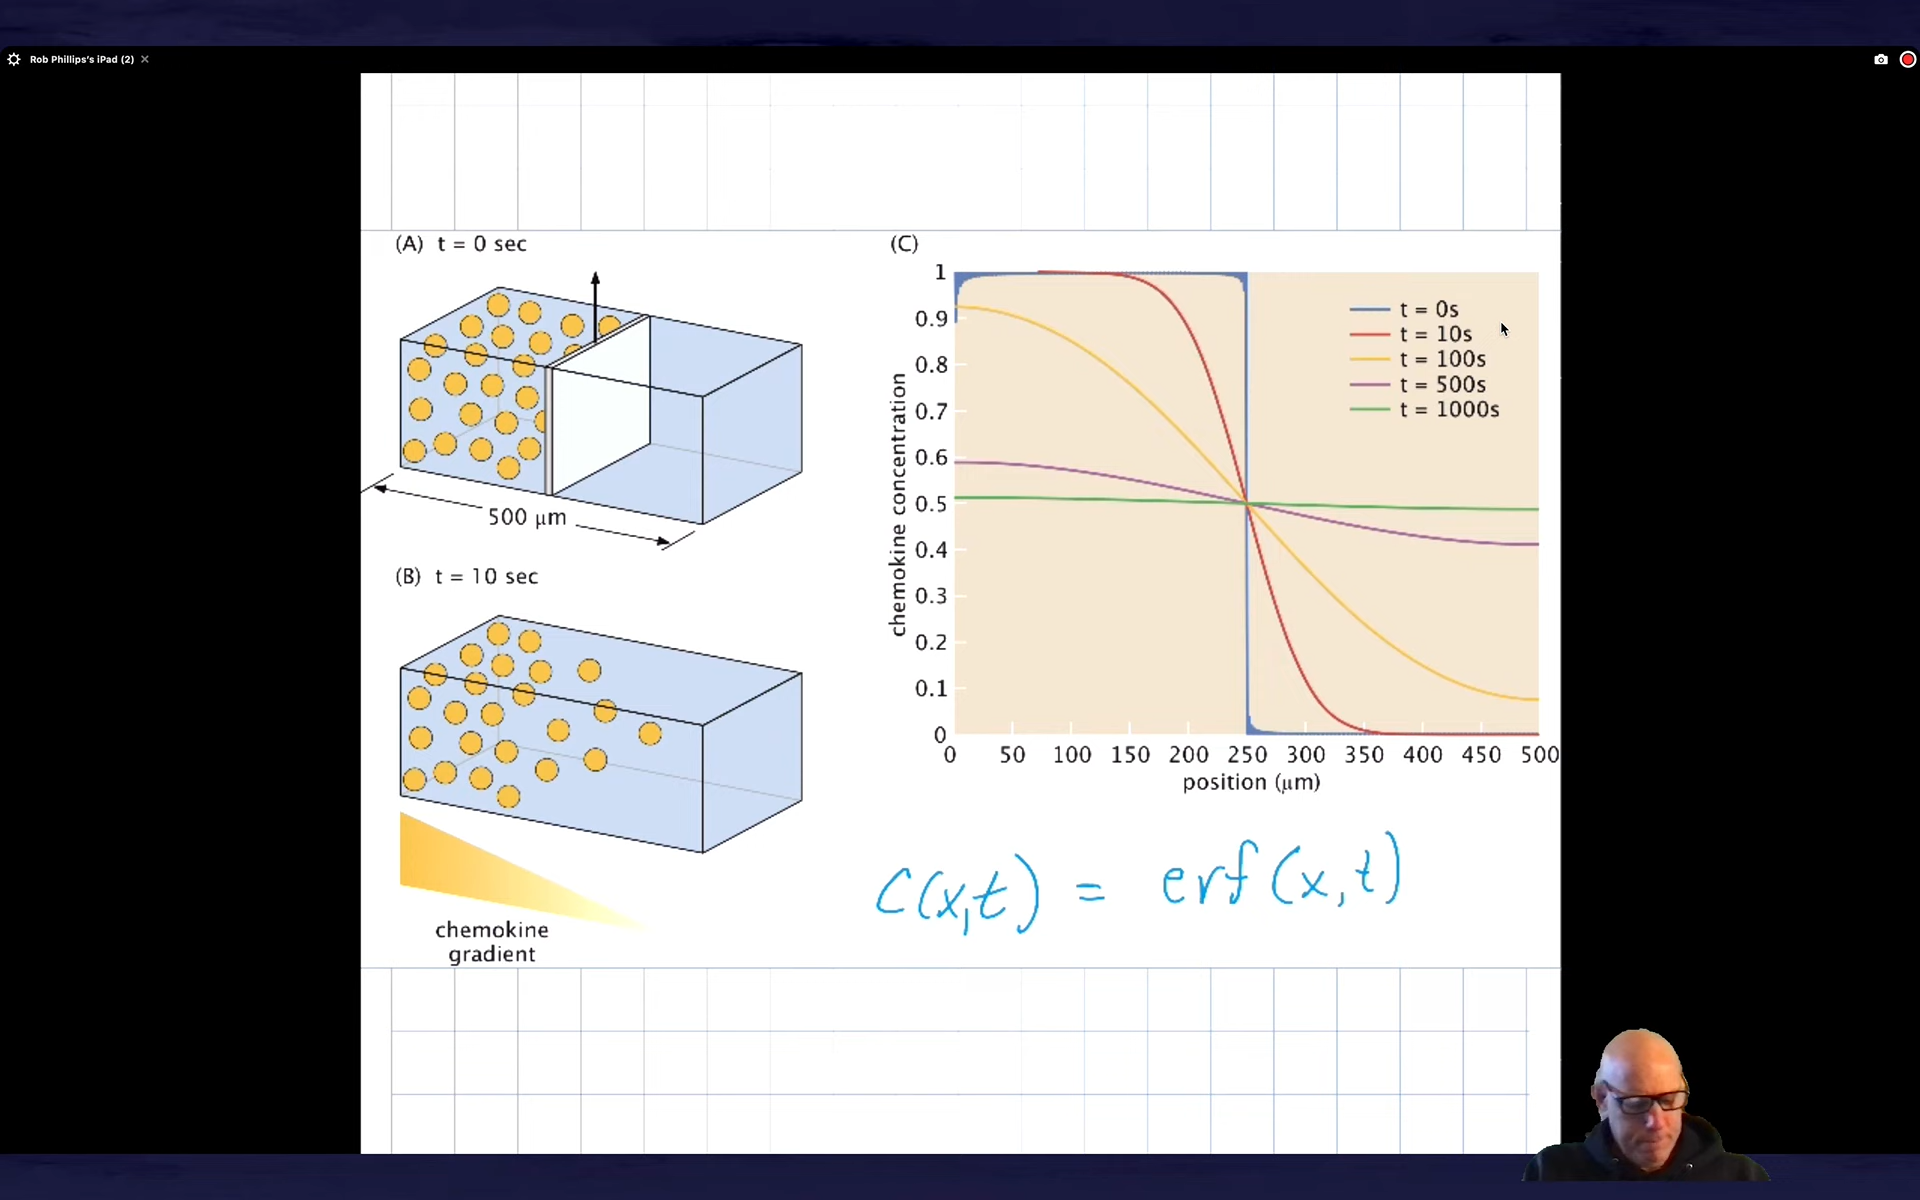 Rob Phillips's iPad (2)
(A) t = 0 sec
500 μm
(B) t = 10 sec
chemokine
gradient
(C)
chemokine concentration
1
0.9
0.8
0.7
0.6
0.5
0.4
0.3
0.2
0.1
0
t = 0s
t = 10s
t = 100s
t = 500s
t = 1000s
0 50 100 150 200 250 300 350 400 450 500
position (μm)
C(x,t) = erf(x,t)